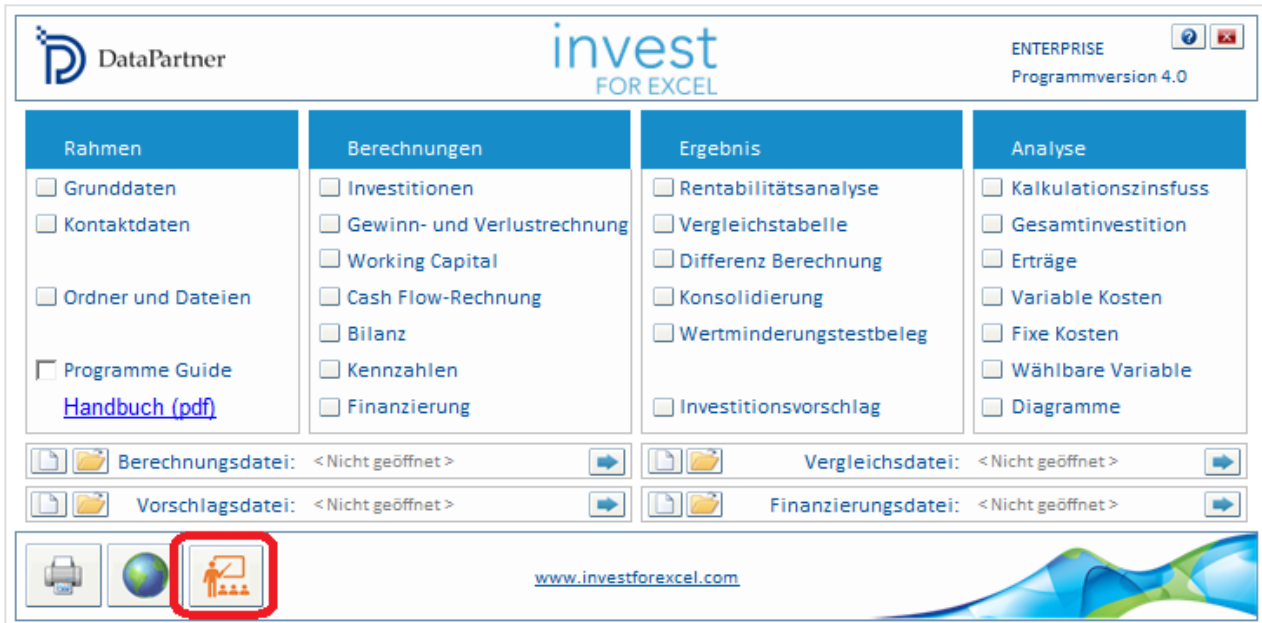 DataPartner
invest
FOR EXCEL
ENTERPRISE
Programmversion 4.0
Rahmen
Grunddaten
Kontaktdaten
Ordner und Dateien
Programme Guide
Handbuch (pdf)
Berechnungen
Investitionen
Gewinn- und Verlustrechnung
Working Capital
Cash Flow-Rechnung
Bilanz
Kennzahlen
Finanzierung
Ergebnis
Rentabilitätsanalyse
Vergleichstabelle
Differenz Berechnung
Konsolidierung
Wertminderungstestbeleg
Investitionsvorschlag
Analyse
Kalkulationszinsfuss
Gesamtinvestition
Erträge
Variable Kosten
Fixe Kosten
Wählbare Variable
Diagramme
Berechnungsdatei: <Nicht geöffnet>
Vergleichsdatei: <Nicht geöffnet>
Vorschlagsdatei: <Nicht geöffnet>
Finanzierungsdatei: <Nicht geöffnet>
www.investforexcel.com